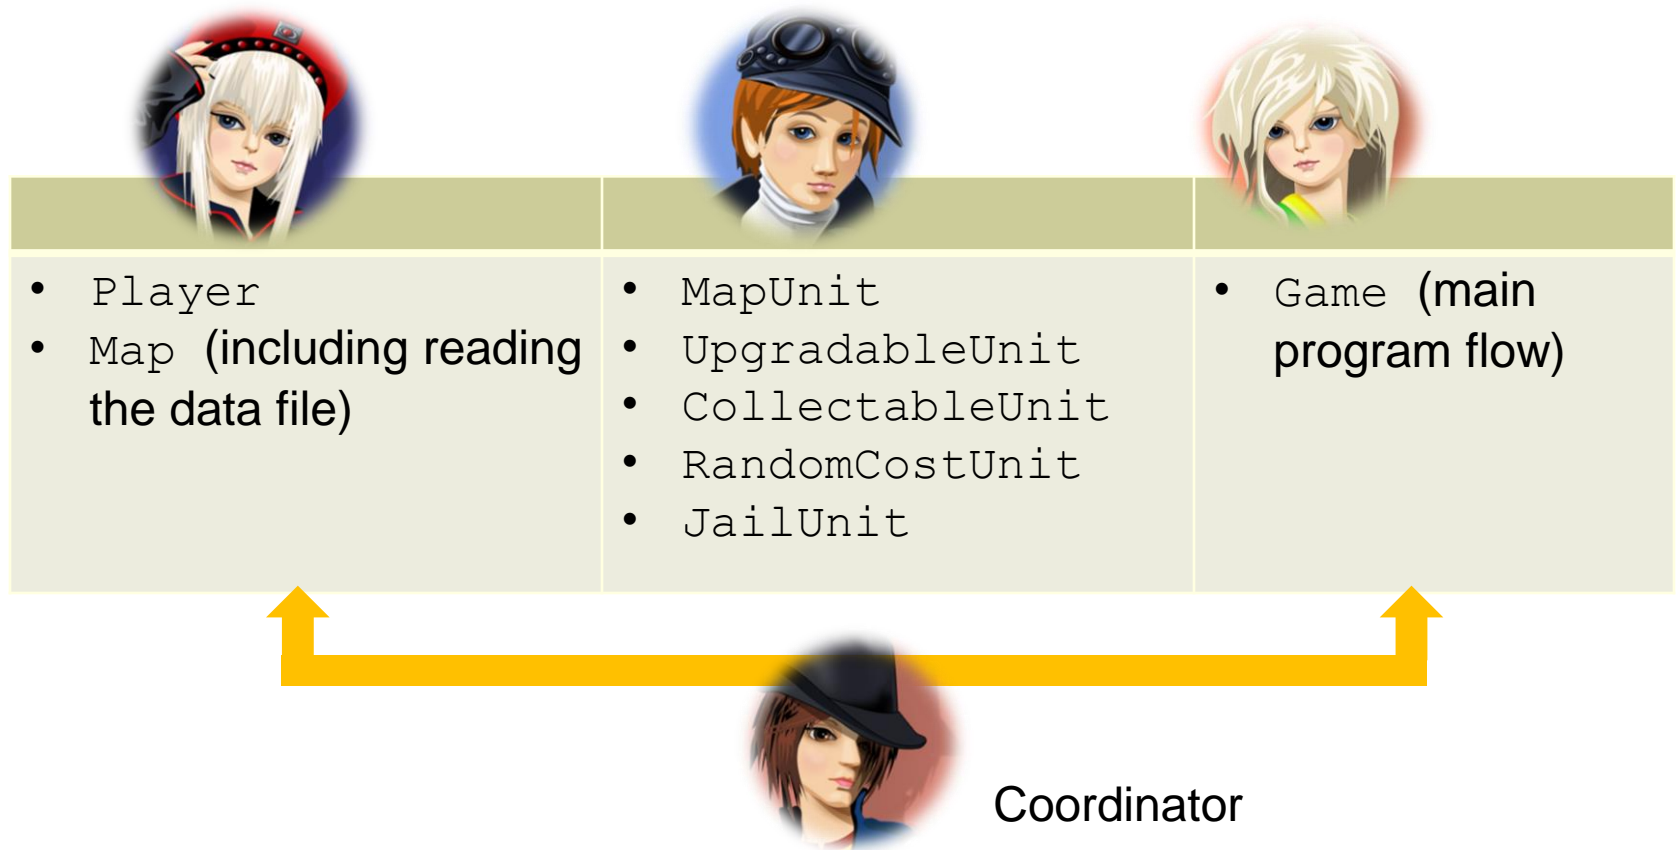 • Player
• Map (including reading
the data file)
• MapUnit
• UpgradableUnit
• CollectableUnit
• RandomCostUnit
• JailUnit
• Game (main
program flow)
Coordinator